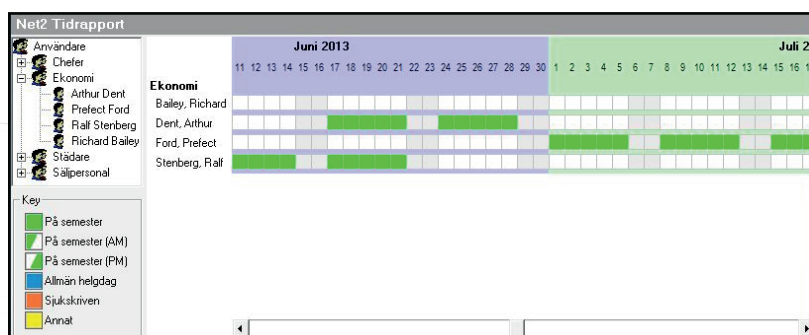 Net2 Tidrapport
Användare
Chefer
Ekonomi
Arthur Dent
Prefect Ford
Ralf Stenberg
Richard Bailey
Städare
Säljpersonal
Key
På semester
På semester (AM)
På semester (PM)
Allmän helgdag
Sjukskriven
Annat
Juni 2013
Juli 2
11 12 13 14 15 16 17 18 19 20 21 22 23 24 25 26 27 28 29 30 1 2 3 4 5 6 7 8 9 10 11 12 13 14 15 16
Ekonomi
Bailey, Richard
Dent, Arthur
Ford, Prefect
Stenberg, Ralf